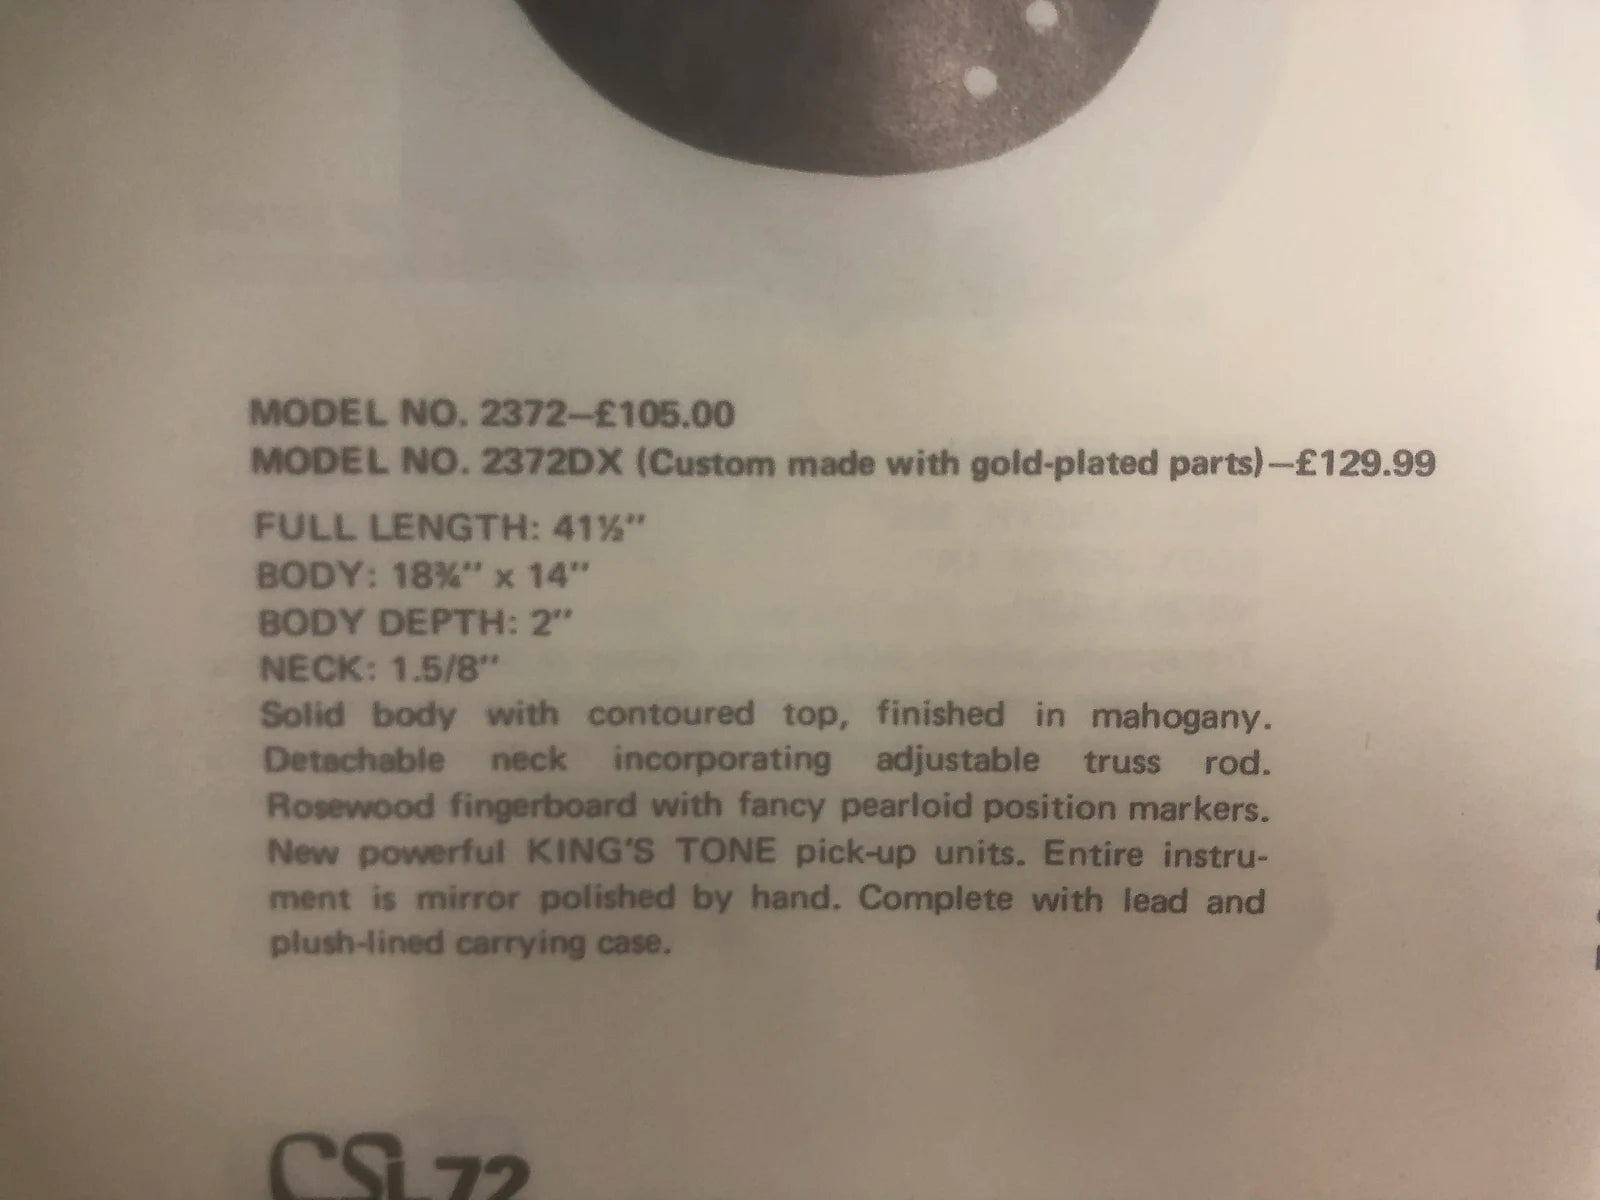 MODEL NO. 2372–£105.00
MODEL NO. 2372DX (Custom made with gold-plated parts)–£129.99
FULL LENGTH: 41½"
BODY: 18¾" x 14"
BODY DEPTH: 2"
NECK: 1.5/8"
Solid body with contoured top, finished in mahogany.
Detachable neck incorporating adjustable truss rod.
Rosewood fingerboard with fancy pearloid position markers.
New powerful KING'S TONE pick-up units. Entire instru-
ment is mirror polished by hand. Complete with lead and
plush-lined carrying case.
CSL 72